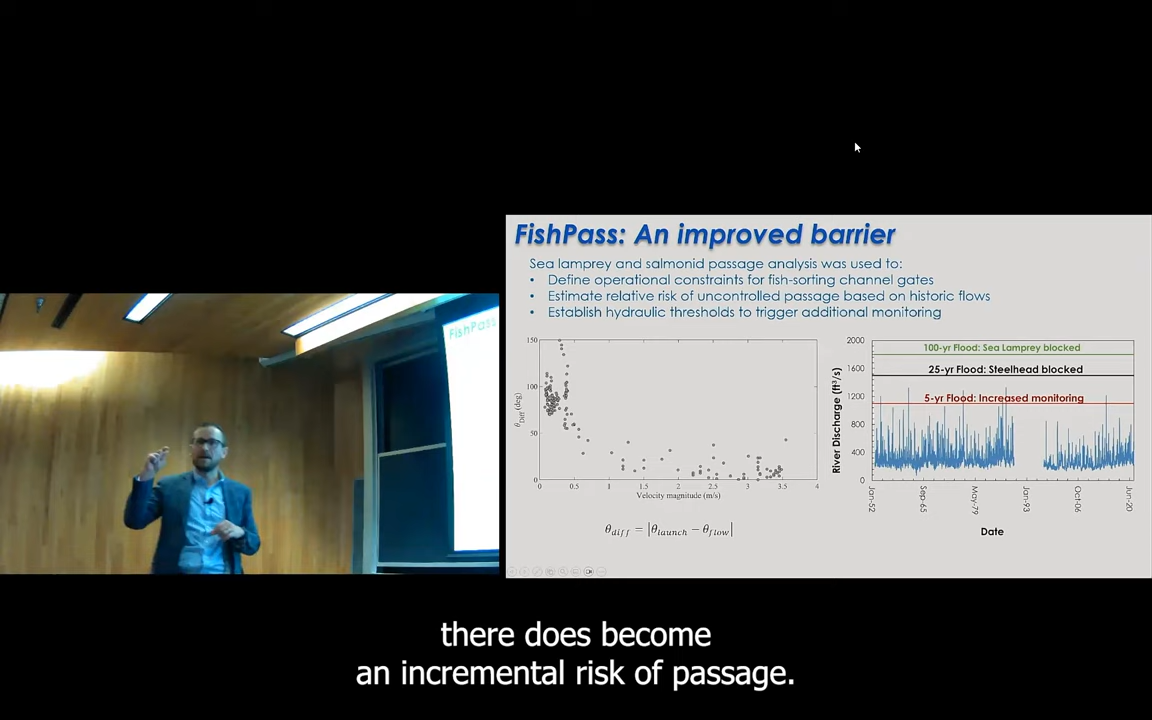 FishPass: An improved barrier
Sea lamprey and salmonid passage analysis was used to:
• Define operational constraints for fish-sorting channel gates
• Estimate relative risk of uncontrolled passage based on historic flows
• Establish hydraulic thresholds to trigger additional monitoring
FishPass
150
100
50
0
θDiff (deg)
0 0.5 1 1.5 2 2.5 3 3.5 4
Velocity magnitude (m/s)
θdiff = |θlaunch − θflow|
2000
1600
1200
800
400
0
River Discharge (ft³/s)
100-yr Flood: Sea Lamprey blocked
25-yr Flood: Steelhead blocked
5-yr Flood: Increased monitoring
Jan-52 Sep-65 May-79 Jan-93 Oct-06 Jun-20
Date
there does become
an incremental risk of passage.